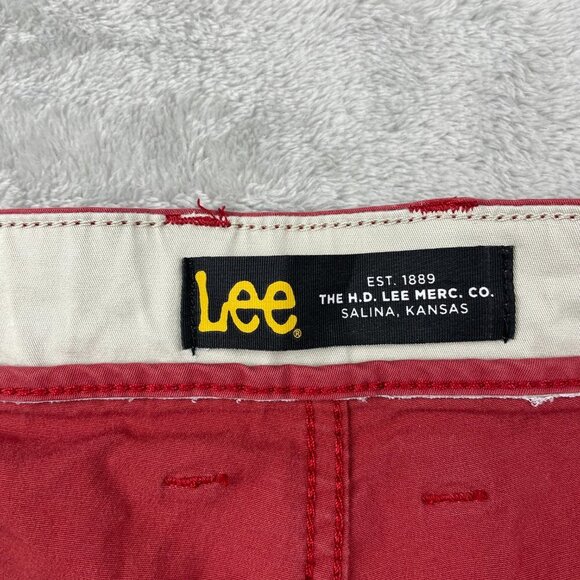 Lee®
EST. 1889
THE H.D. LEE MERC. CO.
SALINA, KANSAS